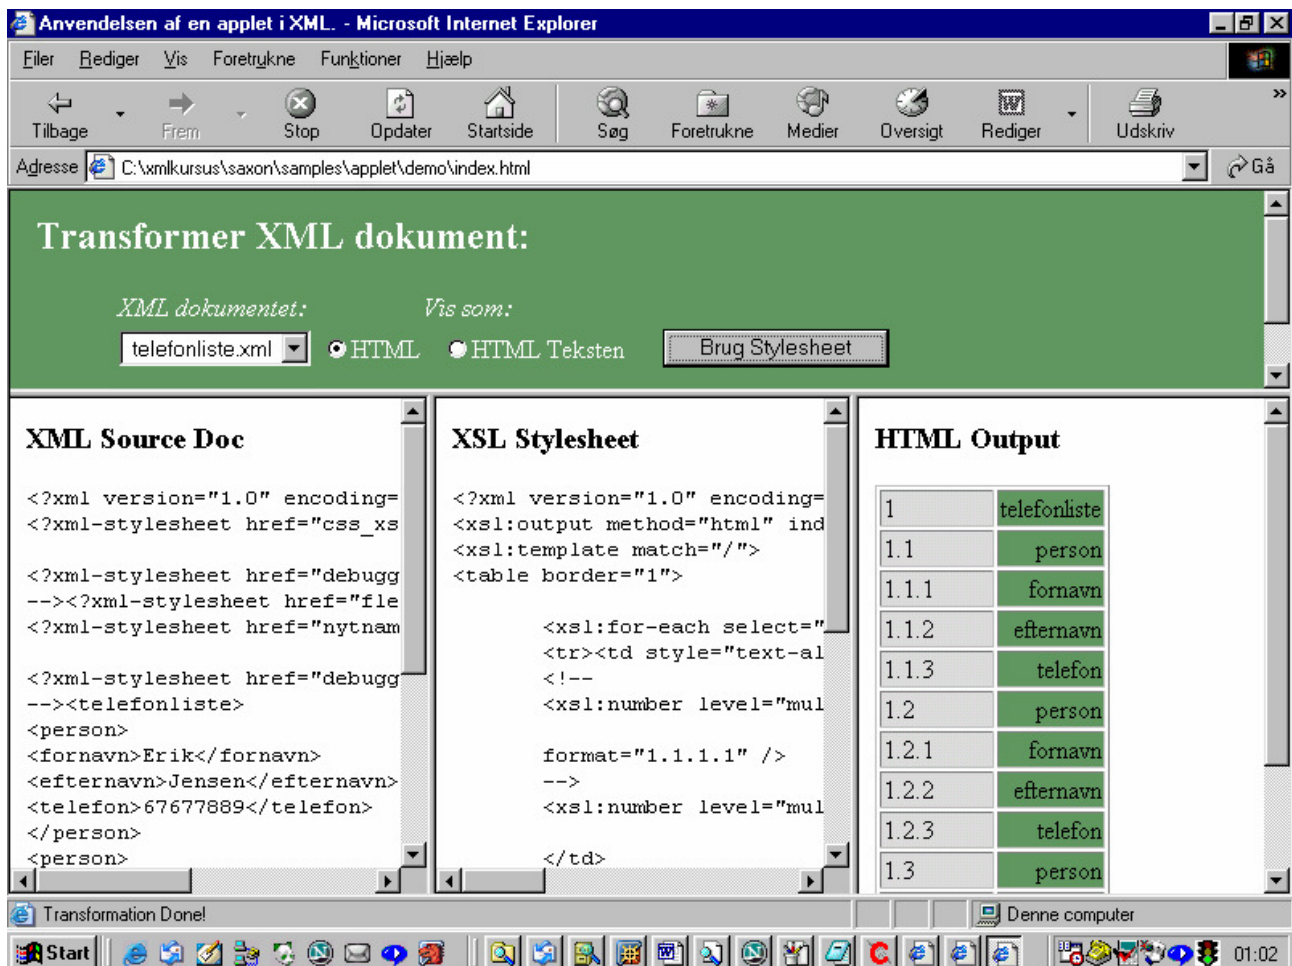 Anvendelsen af en applet i XML. - Microsoft Internet Explorer
Filer Rediger Vis Foretrukne Funktioner Hjælp
Tilbage Frem Stop Opdater Startside Søg Foretrukne Medier Oversigt Rediger Udskriv »
Adresse C:\xmlkursus\saxon\samples\applet\demo\index.html Gå
Transformer XML dokument:
XML dokumentet: Vis som:
telefonliste.xml HTML HTML Teksten Brug Stylesheet
XML Source Doc
<?xml version="1.0" encoding=
<?xml-stylesheet href="css_xs
<?xml-stylesheet href="debugg
--><?xml-stylesheet href="fle
<?xml-stylesheet href="nytnam
<?xml-stylesheet href="debugg
--><telefonliste>
<person>
<fornavn>Erik</fornavn>
<efternavn>Jensen</efternavn>
<telefon>67677889</telefon>
</person>
<person>
XSL Stylesheet
<?xml version="1.0" encoding=
<xsl:output method="html" ind
<xsl:template match="/">
<table border="1">
<xsl:for-each select="
<tr><td style="text-al
<!--
<xsl:number level="mul
format="1.1.1.1" />
-->
<xsl:number level="mul
</td>
HTML Output
1 telefonliste
1.1 person
1.1.1 fornavn
1.1.2 efternavn
1.1.3 telefon
1.2 person
1.2.1 fornavn
1.2.2 efternavn
1.2.3 telefon
1.3 person
Transformation Done! Denne computer
Start 01:02